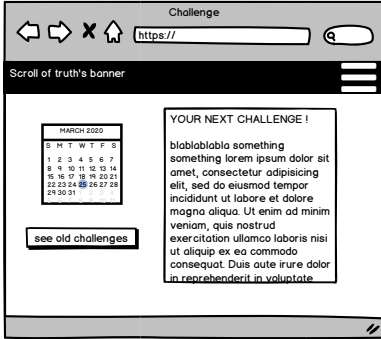 Challenge
https://
Scroll of truth's banner
MARCH 2020
S M T W T F S
1 2 3 4 5 6 7
8 9 10 11 12 13 14
15 16 17 18 19 20 21
22 23 24 25 26 27 28
29 30 31
see old challenges
YOUR NEXT CHALLENGE !
blablablabla something
something lorem ipsum dolor sit
amet, consectetur adipisicing
elit, sed do eiusmod tempor
incididunt ut labore et dolore
magna aliqua. Ut enim ad minim
veniam, quis nostrud
exercitation ullamco laboris nisi
ut aliquip ex ea commodo
consequat. Duis aute irure dolor
in reprehenderit in voluptate